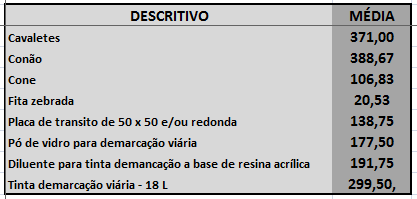 DESCRITIVO MÉDIA
Cavaletes 371,00
Conão 388,67
Cone 106,83
Fita zebrada 20,53
Placa de transito de 50 x 50 e/ou redonda 138,75
Pó de vidro para demarcação viária 177,50
Diluente para tinta demancação a base de resina acrílica 191,75
Tinta demarcação viária - 18 L 299,50,